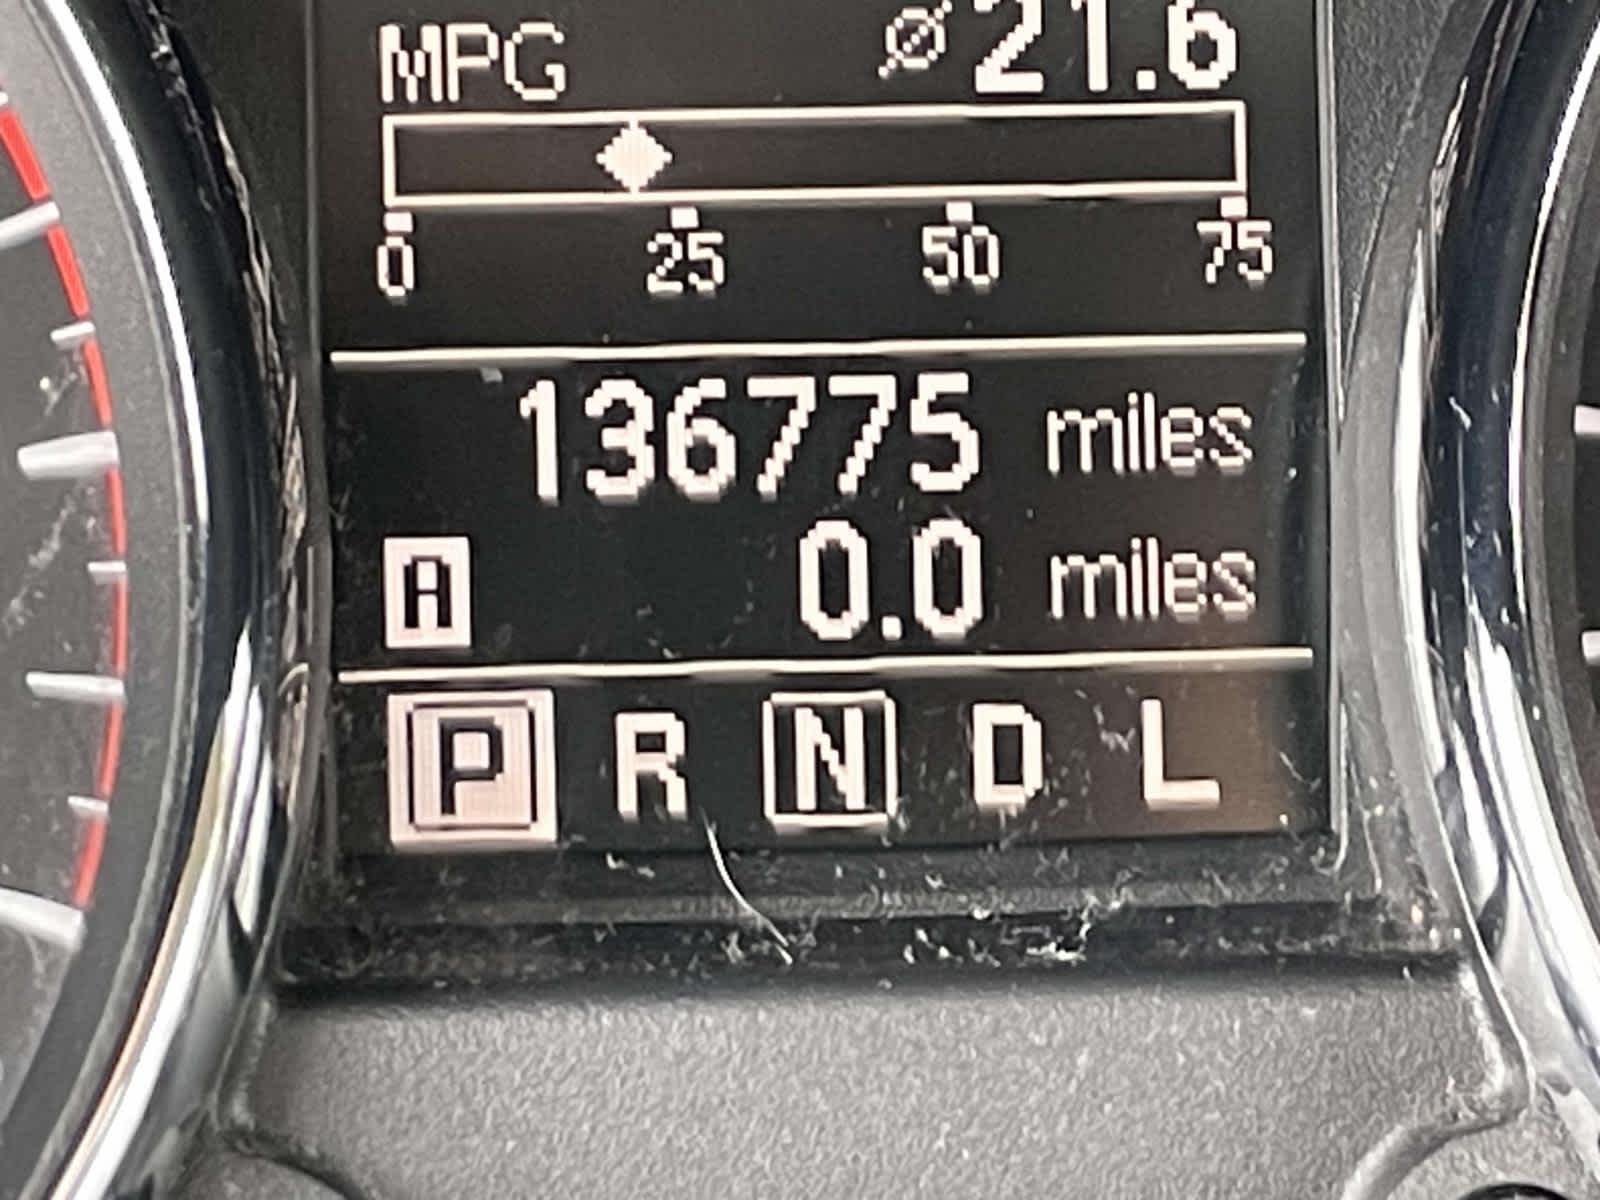 MPG ⌀21.6
0 25 50 75
136775 miles
A 0.0 miles
P R N D L